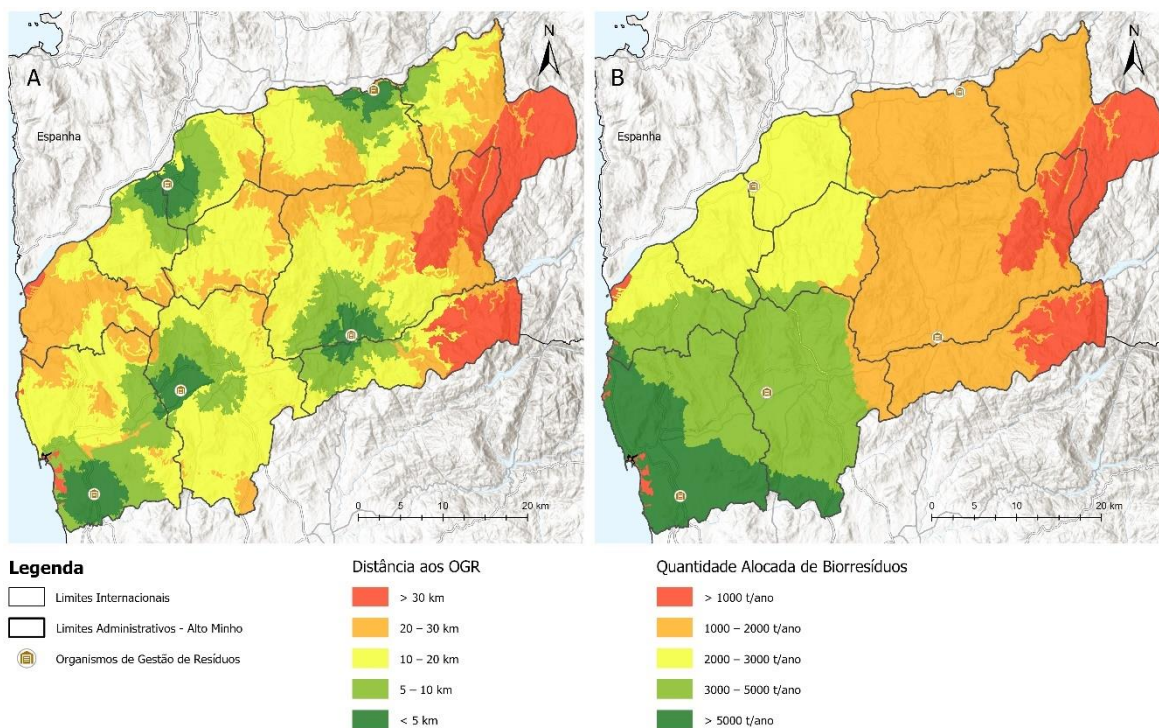 A
N
Espanha
0
5
10
20 km
B
N
Espanha
0
5
10
20 km
Legenda
Limites Internacionais
Limites Administrativos - Alto Minho
Organismos de Gestão de Resíduos
Distância aos OGR
> 30 km
20 – 30 km
10 – 20 km
5 – 10 km
< 5 km
Quantidade Alocada de Biorresíduos
> 1000 t/ano
1000 – 2000 t/ano
2000 – 3000 t/ano
3000 – 5000 t/ano
> 5000 t/ano